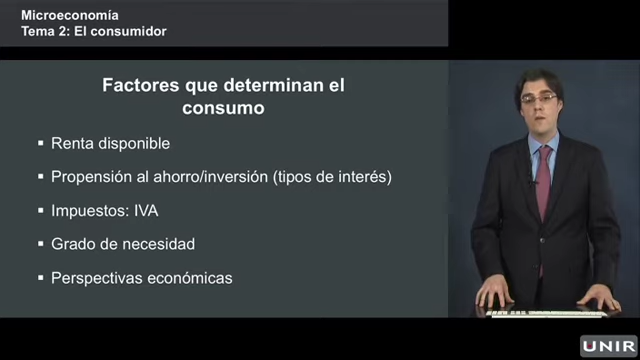 Microeconomía
Tema 2: El consumidor
Factores que determinan el
consumo
▪ Renta disponible
▪ Propensión al ahorro/inversión (tipos de interés)
▪ Impuestos: IVA
▪ Grado de necesidad
▪ Perspectivas económicas
UNIR